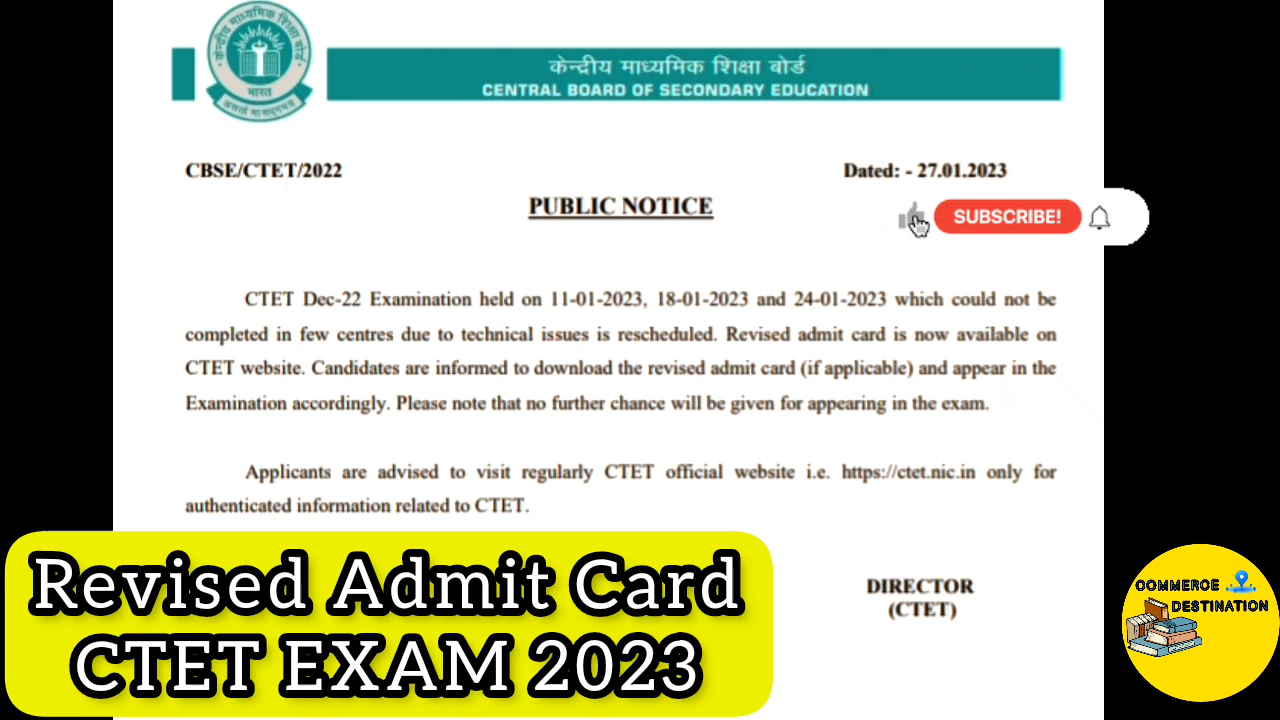 केन्द्रीय माध्यमिक शिक्षा बोर्ड
भारत
असतो मा सद्गमय
केन्द्रीय माध्यमिक शिक्षा बोर्ड
CENTRAL BOARD OF SECONDARY EDUCATION
CBSE/CTET/2022 Dated: - 27.01.2023
PUBLIC NOTICE
SUBSCRIBE!
CTET Dec-22 Examination held on 11-01-2023, 18-01-2023 and 24-01-2023 which could not be
completed in few centres due to technical issues is rescheduled. Revised admit card is now available on
CTET website. Candidates are informed to download the revised admit card (if applicable) and appear in the
Examination accordingly. Please note that no further chance will be given for appearing in the exam.
Applicants are advised to visit regularly CTET official website i.e. https://ctet.nic.in only for
authenticated information related to CTET.
DIRECTOR
(CTET)
Revised Admit Card
CTET EXAM 2023
COMMERCE
DESTINATION